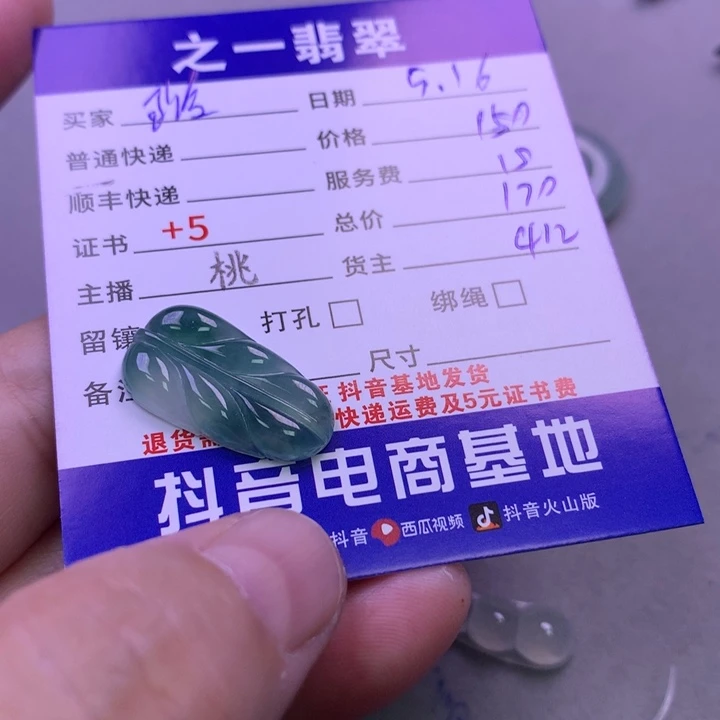 之一翡翠
买家 日期 9.16
普通快递 价格 150
顺丰快递 服务费 15
证书 +5 总价 170
主播 桃 货主 412
留镶 打孔 绑绳
备注 尺寸
抖音基地发货
退货 快递运费及5元证书费
抖音电商基地
抖音 西瓜视频 抖音火山版